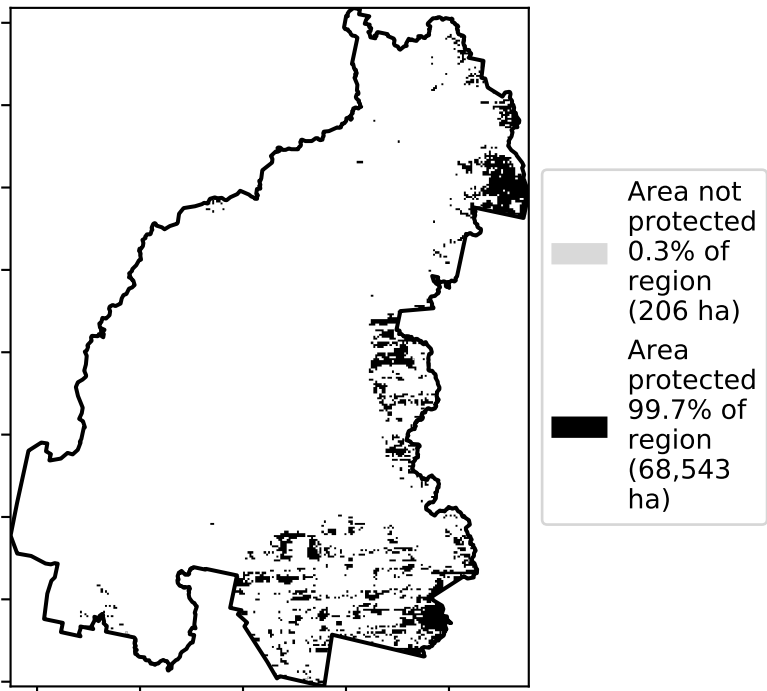 Area not
protected
0.3% of
region
(206 ha)
Area
protected
99.7% of
region
(68,543
ha)